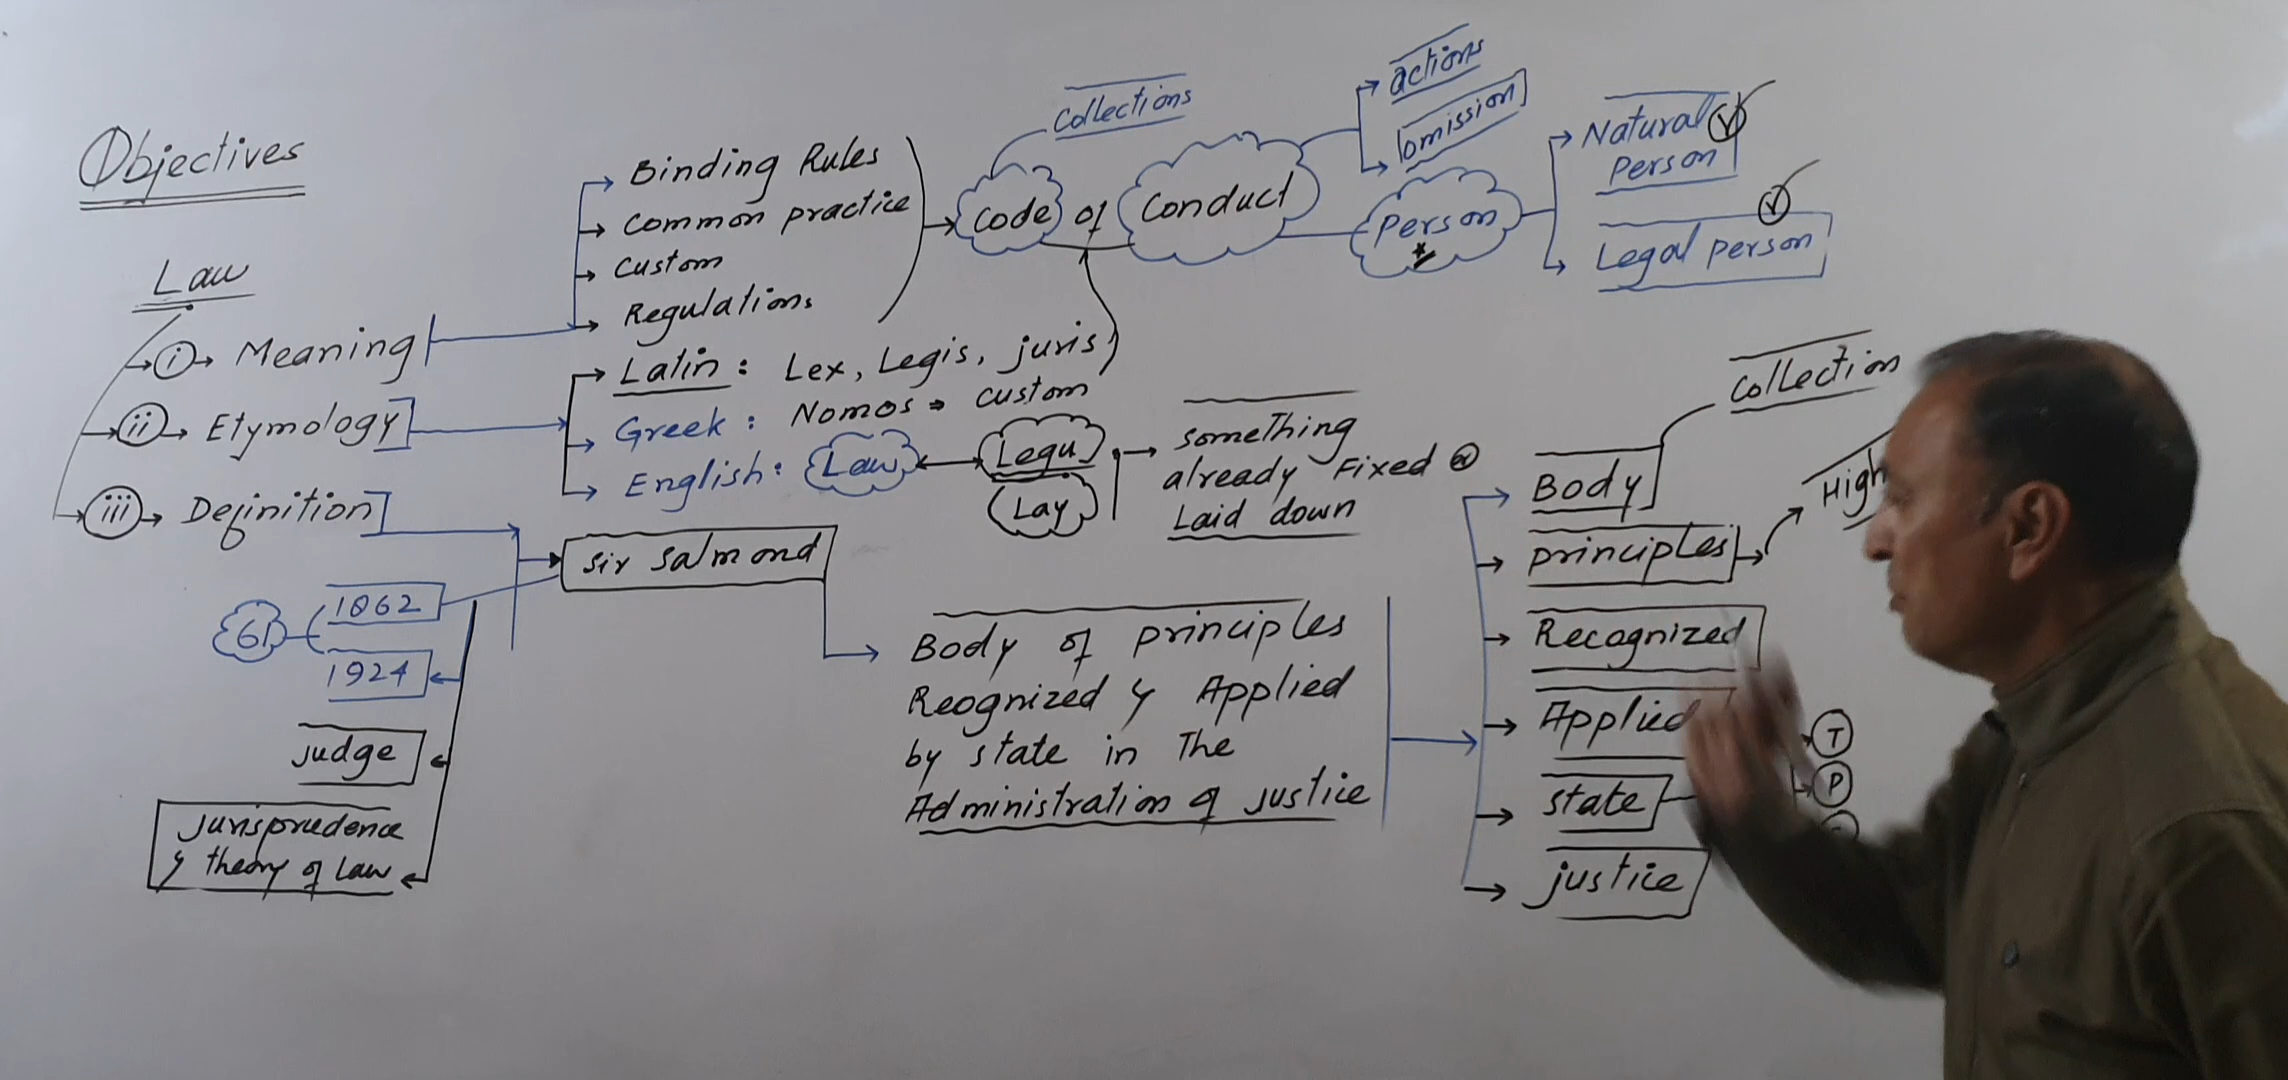 Objectives
Law
i → Meaning
ii → Etymology
iii → Definition
Binding Rules
Common practice
Custom
Regulations
Code of Conduct
Collections
actions
omission
Person
Natural
Person
Legal person
Latin : Lex, Legis, juris
Greek : Nomos → custom
English : Law
Legu
Lay
something
already Fixed or
Laid down
sir salmond
1862
1924
61
judge
jurisprudence
& theory of law
Body of principles
Reognized & Applied
by state in The
Administration of justice
Body
Collection
principles
High
Recognized
Applied
state
T
P
justice